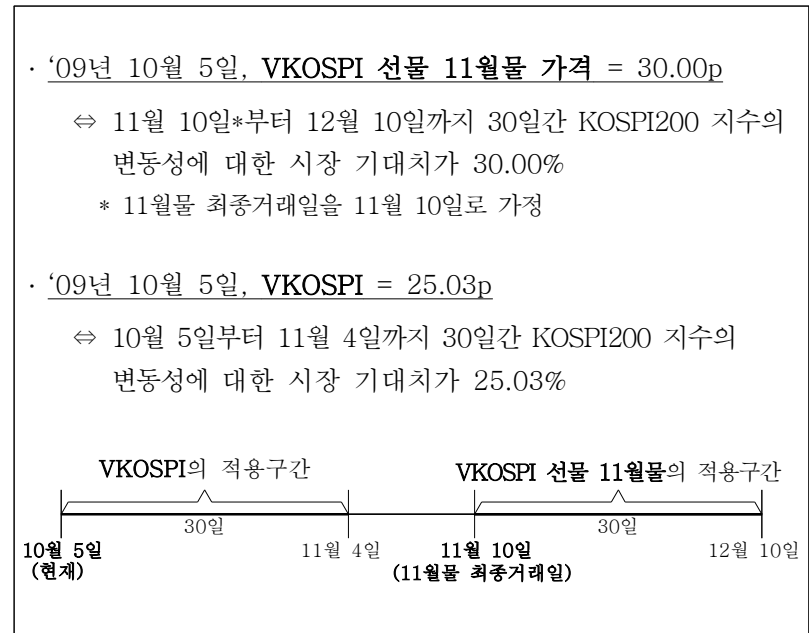 · ‘09년 10월 5일, VKOSPI 선물 11월물 가격 = 30.00p
⇔ 11월 10일*부터 12월 10일까지 30일간 KOSPI200 지수의
변동성에 대한 시장 기대치가 30.00%
* 11월물 최종거래일을 11월 10일로 가정
· ‘09년 10월 5일, VKOSPI = 25.03p
⇔ 10월 5일부터 11월 4일까지 30일간 KOSPI200 지수의
변동성에 대한 시장 기대치가 25.03%
VKOSPI의 적용구간 VKOSPI 선물 11월물의 적용구간
30일 30일
10월 5일 11월 4일 11월 10일 12월 10일
(현재) (11월물 최종거래일)